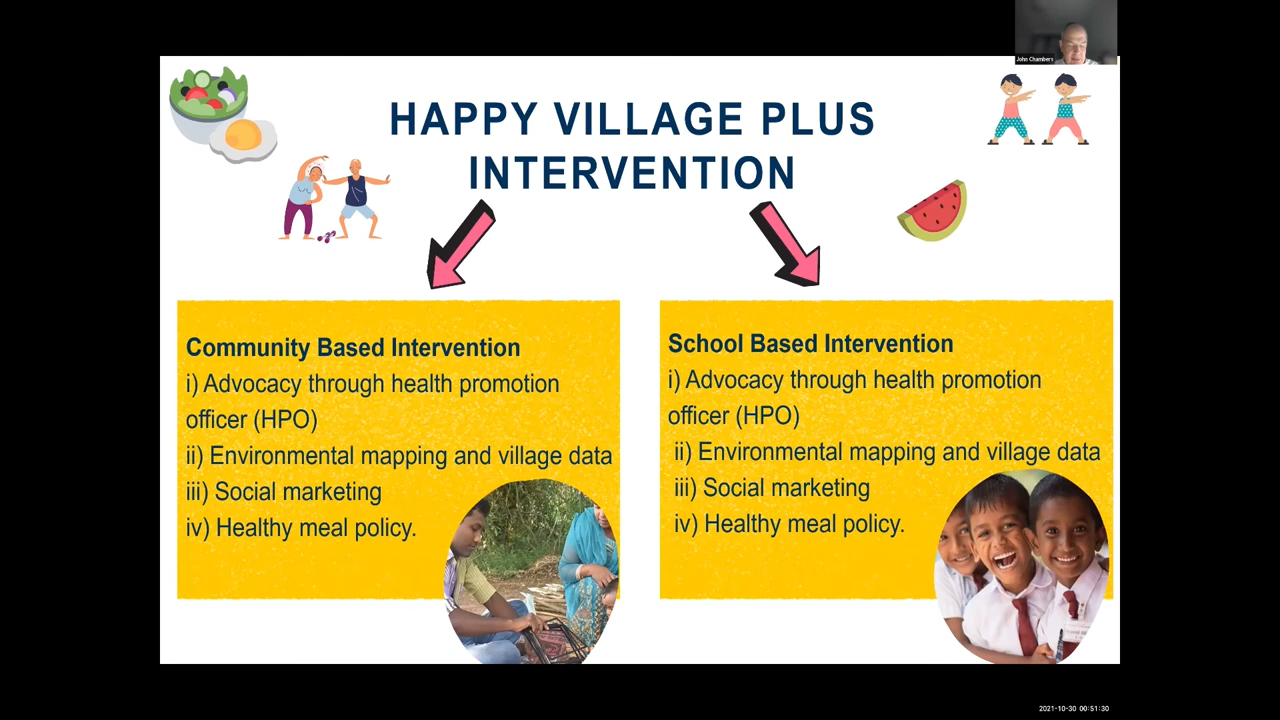 John Chambers
HAPPY VILLAGE PLUS
INTERVENTION
Community Based Intervention
i) Advocacy through health promotion
officer (HPO)
ii) Environmental mapping and village data
iii) Social marketing
iv) Healthy meal policy.
School Based Intervention
i) Advocacy through health promotion
officer (HPO)
ii) Environmental mapping and village data
iii) Social marketing
iv) Healthy meal policy.
2021-10-30 00:51:30